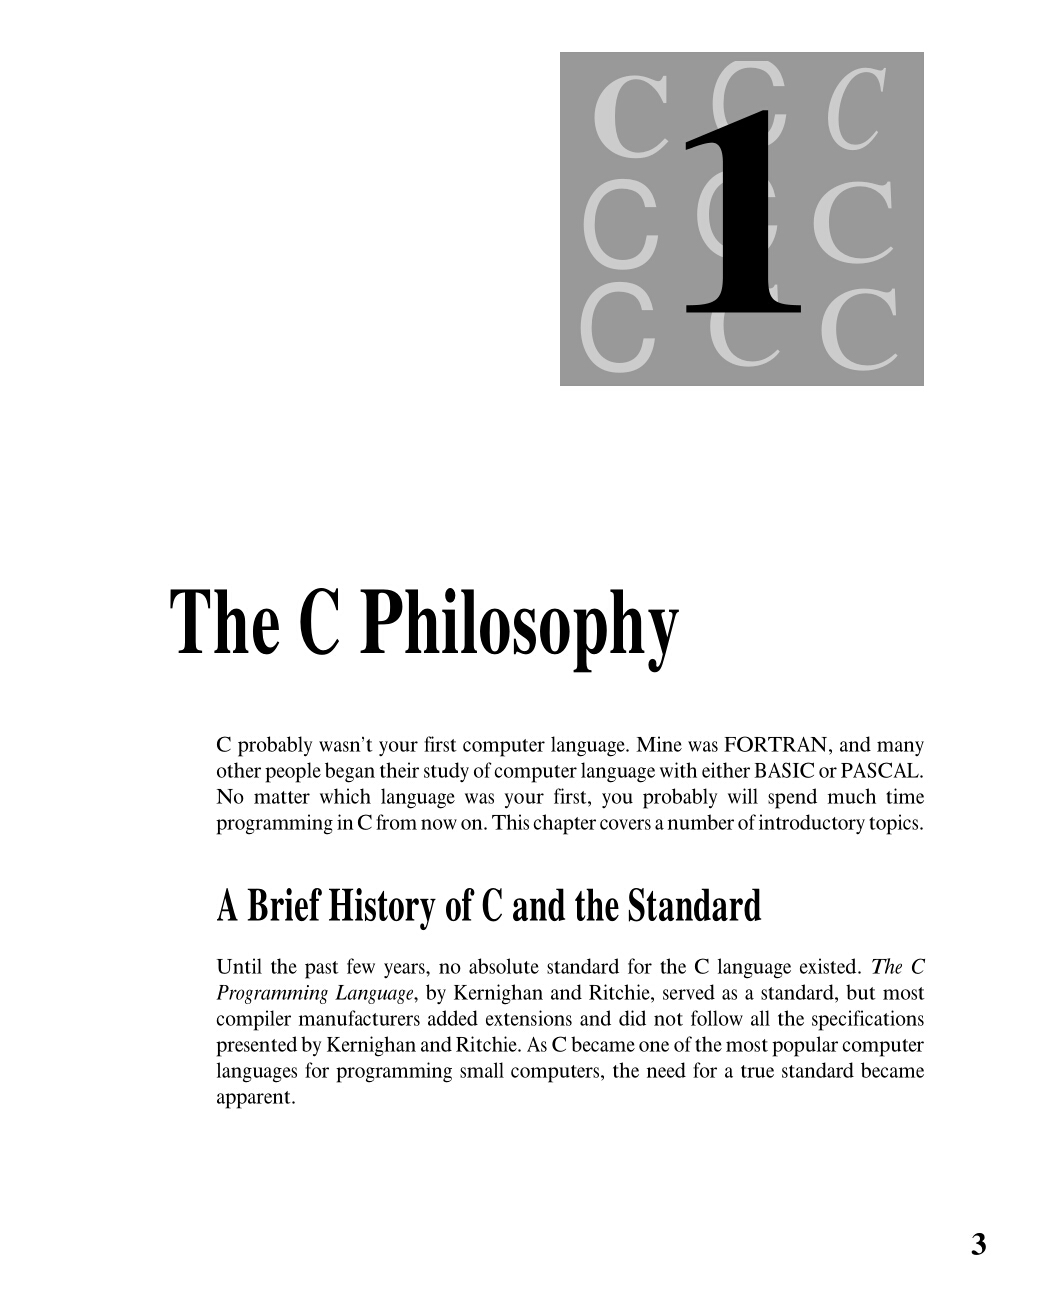 C C C
C C C
C C C
1
The C Philosophy
C probably wasn't your first computer language. Mine was FORTRAN, and many
other people began their study of computer language with either BASIC or PASCAL.
No matter which language was your first, you probably will spend much time
programming in C from now on. This chapter covers a number of introductory topics.
A Brief History of C and the Standard
Until the past few years, no absolute standard for the C language existed. The C
Programming Language, by Kernighan and Ritchie, served as a standard, but most
compiler manufacturers added extensions and did not follow all the specifications
presented by Kernighan and Ritchie. As C became one of the most popular computer
languages for programming small computers, the need for a true standard became
apparent.
3